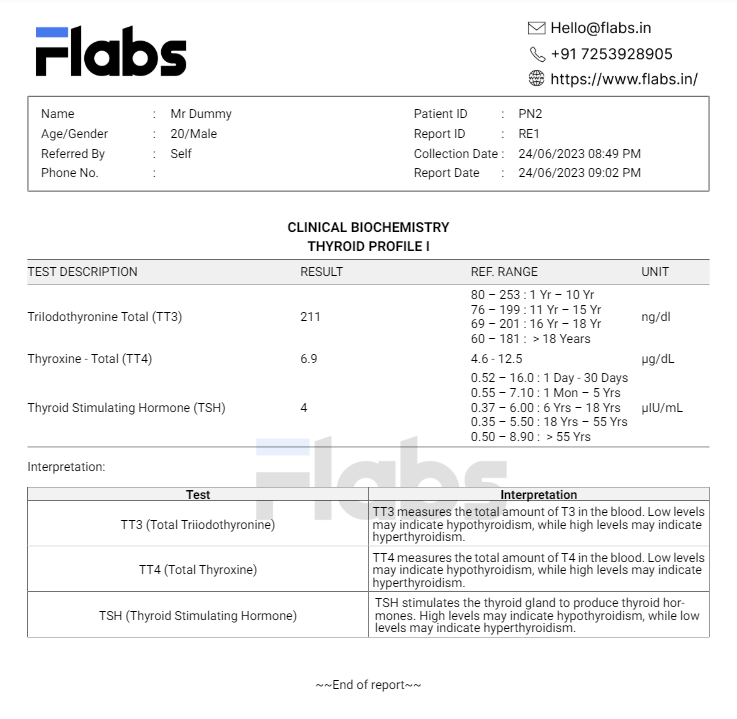 Flabs
Hello@flabs.in
+91 7253928905
https://www.flabs.in/
Name : Mr Dummy Patient ID : PN2
Age/Gender : 20/Male Report ID : RE1
Referred By : Self Collection Date : 24/06/2023 08:49 PM
Phone No. : Report Date : 24/06/2023 09:02 PM
CLINICAL BIOCHEMISTRY
THYROID PROFILE I
TEST DESCRIPTION RESULT REF. RANGE UNIT
TriIodothyronine Total (TT3) 211 80 – 253 : 1 Yr – 10 Yr ng/dl
76 – 199 : 11 Yr – 15 Yr
69 – 201 : 16 Yr – 18 Yr
60 – 181 : > 18 Years
Thyroxine - Total (TT4) 6.9 4.6 - 12.5 µg/dL
Thyroid Stimulating Hormone (TSH) 4 0.52 – 16.0 : 1 Day - 30 Days µIU/mL
0.55 – 7.10 : 1 Mon – 5 Yrs
0.37 – 6.00 : 6 Yrs – 18 Yrs
0.35 – 5.50 : 18 Yrs – 55 Yrs
0.50 – 8.90 : > 55 Yrs
Flabs
Interpretation:
Test Interpretation
TT3 (Total Triiodothyronine) TT3 measures the total amount of T3 in the blood. Low levels
may indicate hypothyroidism, while high levels may indicate
hyperthyroidism.
TT4 (Total Thyroxine) TT4 measures the total amount of T4 in the blood. Low levels
may indicate hypothyroidism, while high levels may indicate
hyperthyroidism.
TSH (Thyroid Stimulating Hormone) TSH stimulates the thyroid gland to produce thyroid hor-
mones. High levels may indicate hypothyroidism, while low
levels may indicate hyperthyroidism.
~~End of report~~